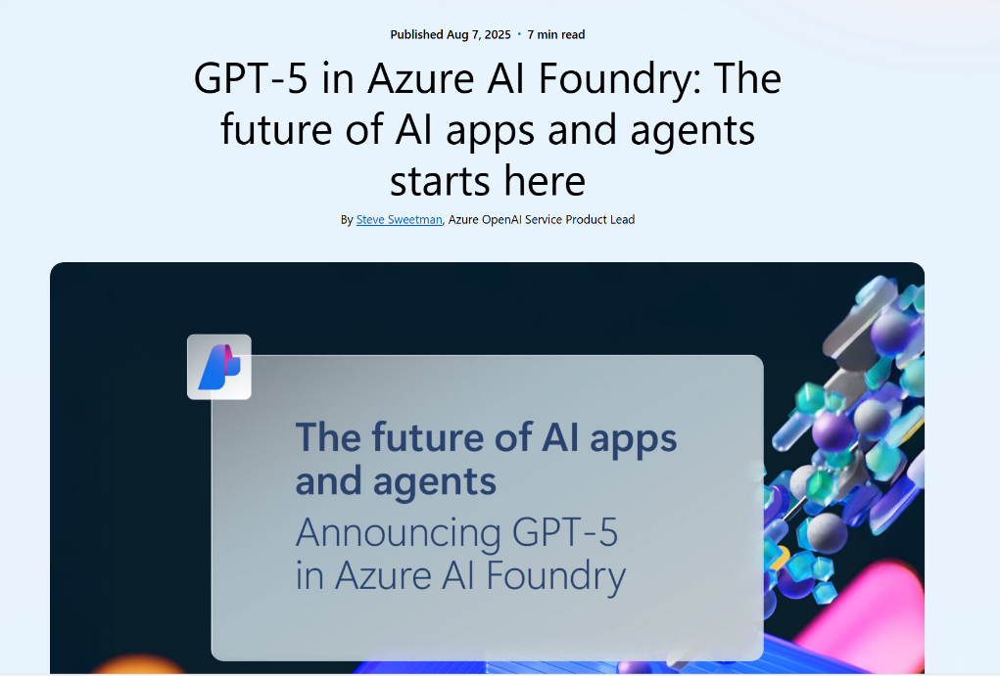 Published Aug 7, 2025 • 7 min read
GPT-5 in Azure AI Foundry: The
future of AI apps and agents
starts here
By Steve Sweetman, Azure OpenAI Service Product Lead
The future of AI apps
and agents
Announcing GPT-5
in Azure AI Foundry